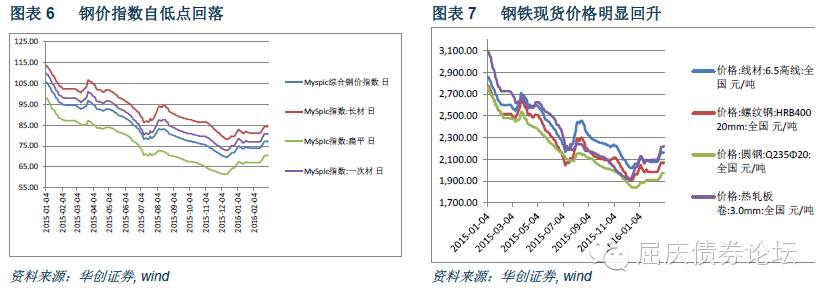 图表 6 钢价指数自低点回落
125.00
115.00
105.00
95.00
85.00
75.00
65.00
55.00
2015-01-04
2015-02-04
2015-03-04
2015-04-04
2015-05-04
2015-06-04
2015-07-04
2015-08-04
2015-09-04
2015-10-04
2015-11-04
2015-12-04
2016-01-04
2016-02-04
Myspic综合钢价指数 日
MySpic指数:长材 日
MySpic指数:扁平 日
MySpic指数:一次材 日
资料来源：华创证券, wind
图表 7 钢铁现货价格明显回升
3,100.00
2,900.00
2,700.00
2,500.00
2,300.00
2,100.00
1,900.00
1,700.00
2015-01-04
2015-03-04
2015-05-04
2015-07-04
2015-09-04
2015-11-04
2016-01-04
价格:线材:6.5高线:全
国 元/吨
价格:螺纹钢:HRB400
20mm:全国 元/吨
价格:圆钢:Q235Φ20:
全国 元/吨
价格:热轧板
卷:3.0mm:全国 元/吨
屈庆债券论坛
资料来源：华创证券, wind